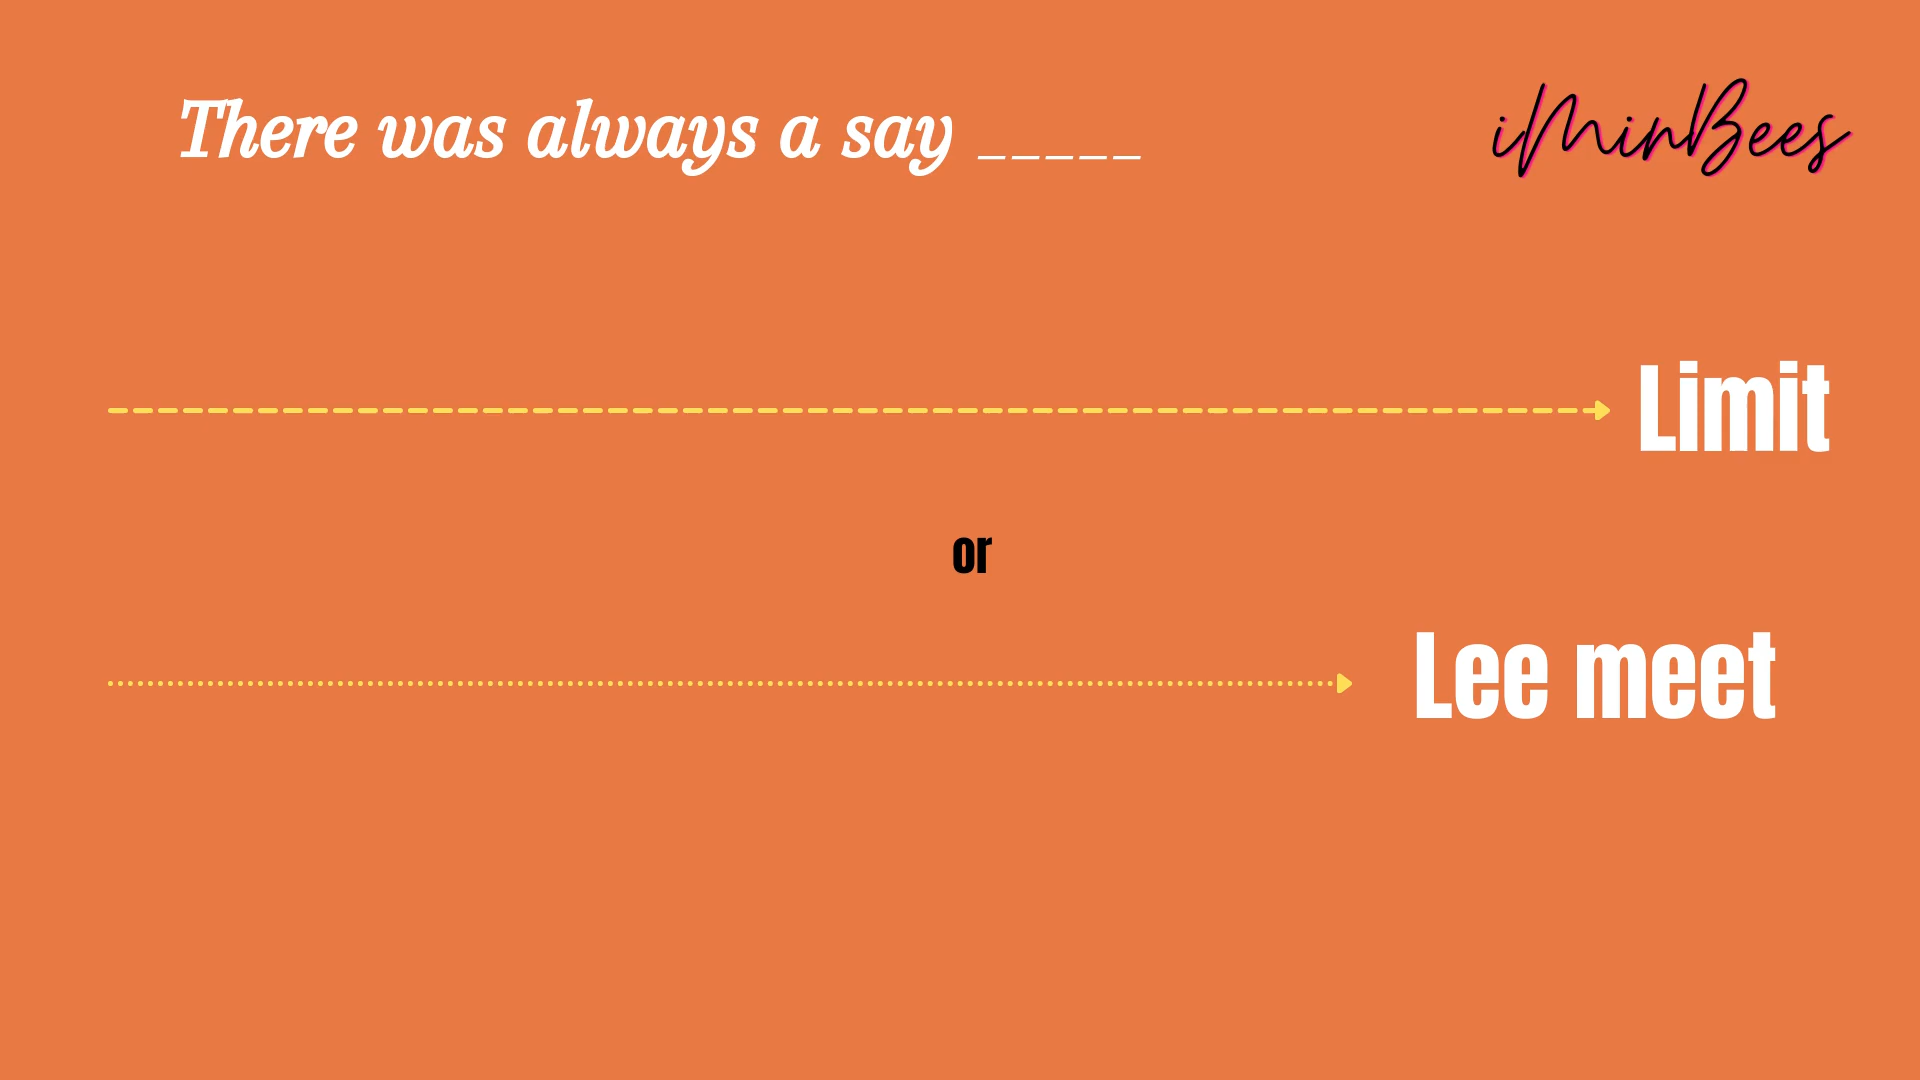 There was always a say _____
iMinBees
Limit
or
Lee meet